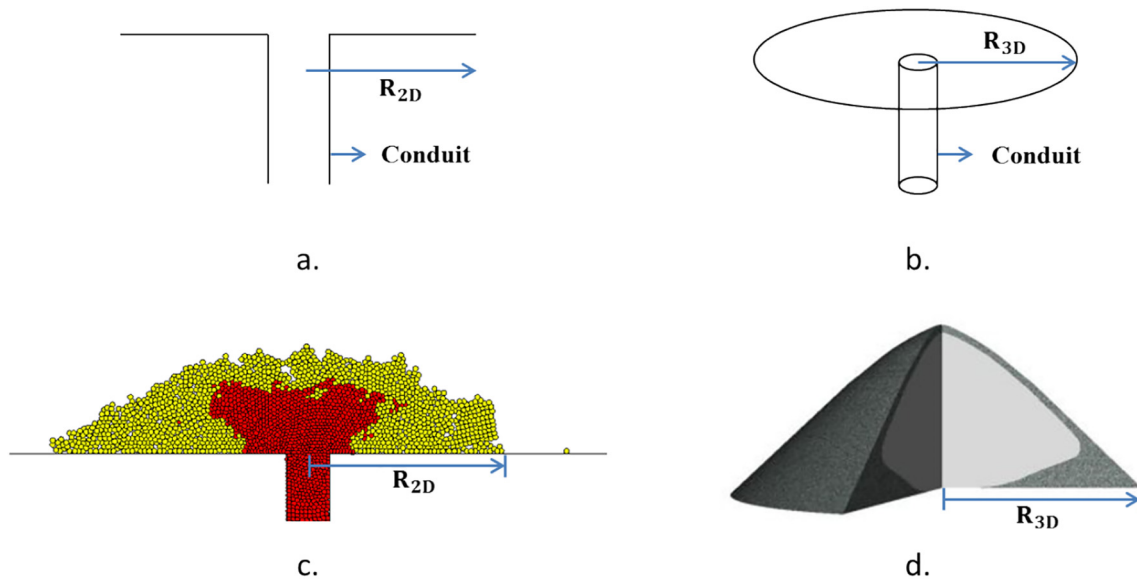 R2D
Conduit
a.
R3D
Conduit
b.
R2D
c.
R3D
d.